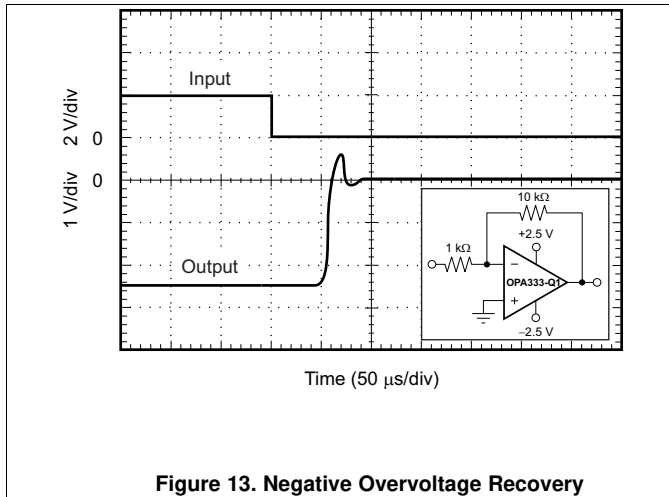 Input
2 V/div
0
1 V/div
0
Output
10 kΩ
+2.5 V
1 kΩ
−
OPA333-Q1
+
−2.5 V
Time (50 μs/div)
Figure 13. Negative Overvoltage Recovery